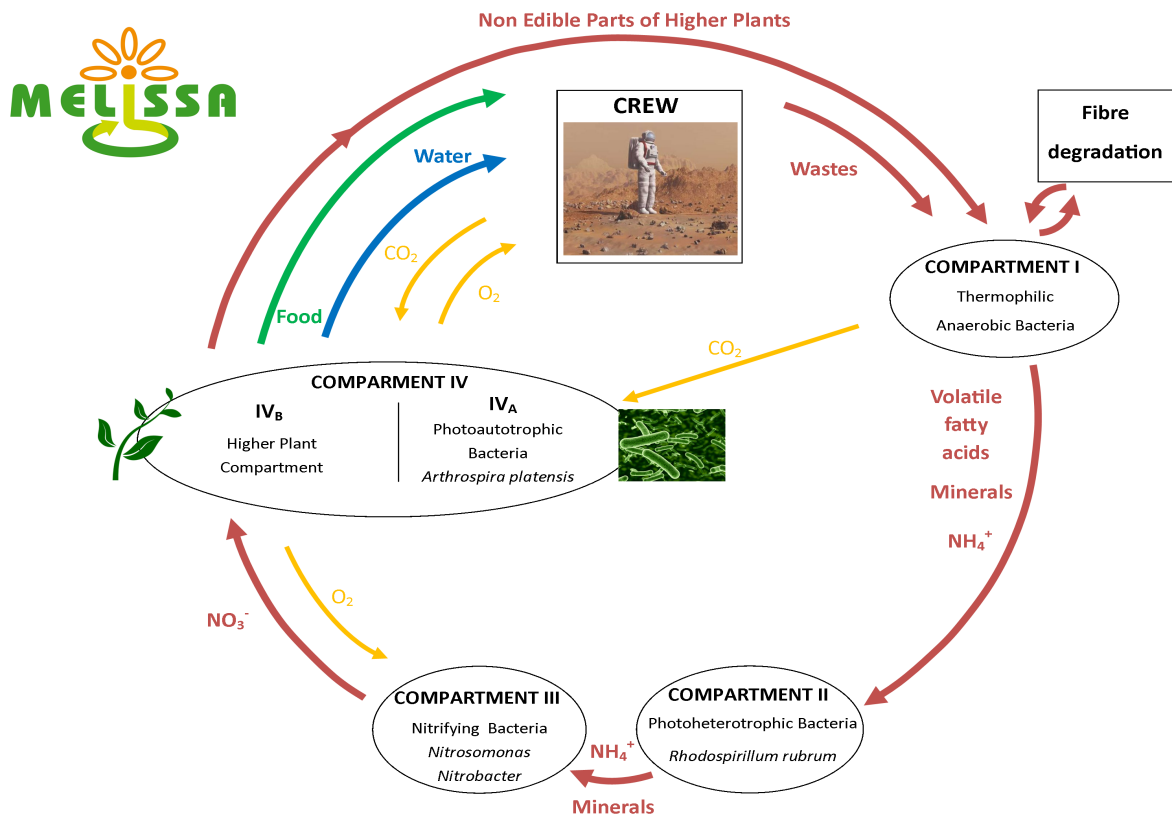 Non Edible Parts of Higher Plants
MELISSA
CREW
Fibre
degradation
Water
Wastes
CO2
O2
Food
COMPARTMENT I
Thermophilic
Anaerobic Bacteria
CO2
COMPARMENT IV
IVB
Higher Plant
Compartment
IVA
Photoautotrophic
Bacteria
Arthrospira platensis
Volatile
fatty
acids
Minerals
NH4+
O2
NO3-
COMPARTMENT III
Nitrifying Bacteria
Nitrosomonas
Nitrobacter
COMPARTMENT II
Photoheterotrophic Bacteria
Rhodospirillum rubrum
NH4+
Minerals